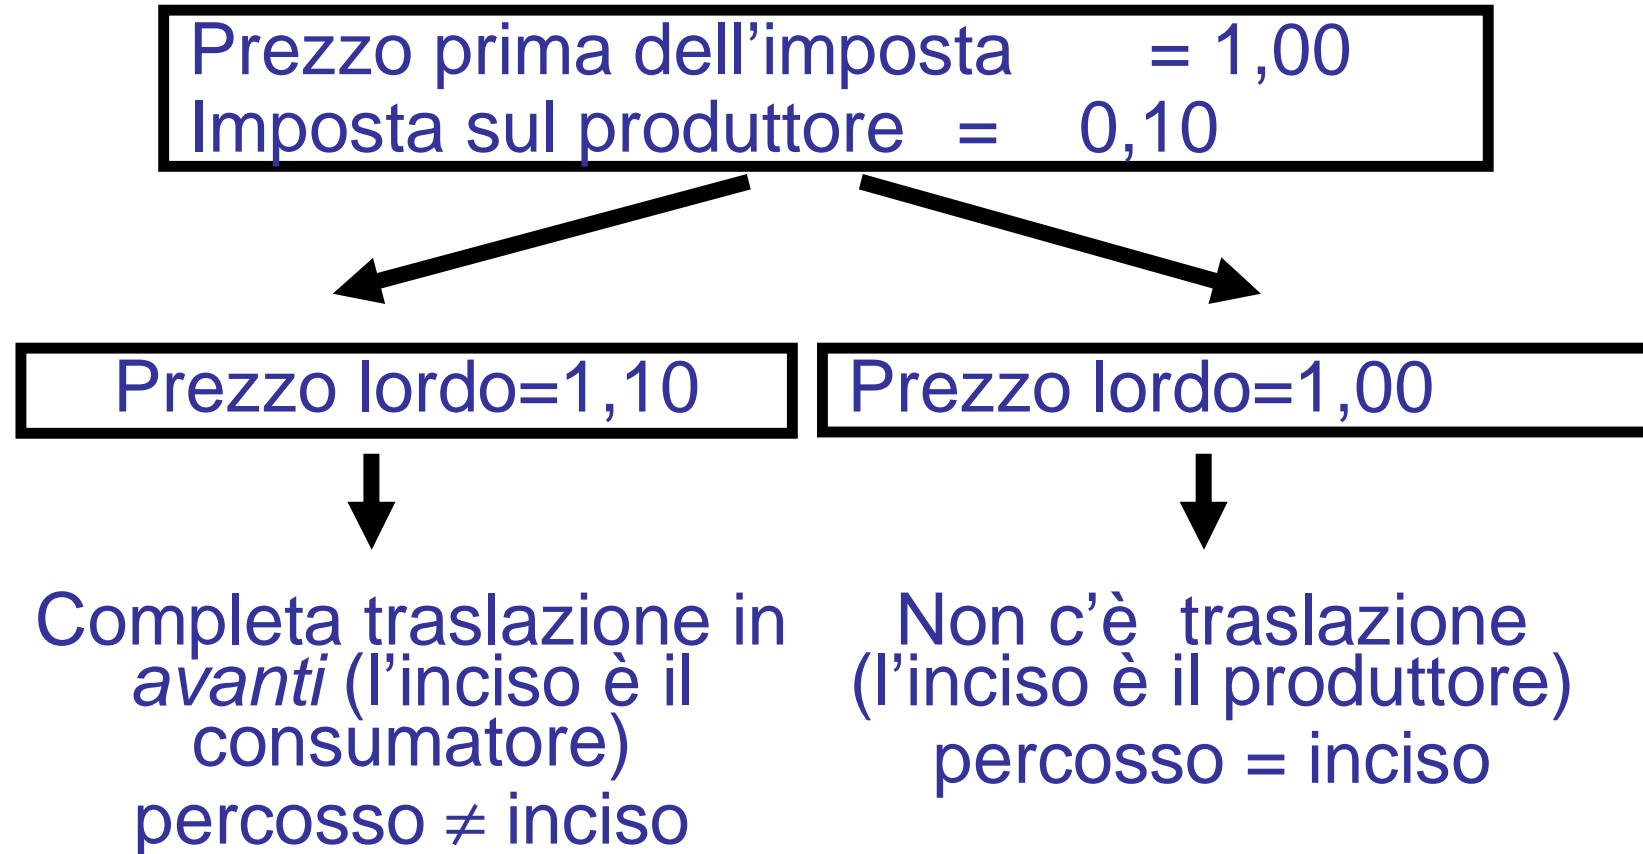 Prezzo prima dell’imposta = 1,00
Imposta sul produttore = 0,10
Prezzo lordo=1,10
Prezzo lordo=1,00
Completa traslazione in
avanti (l’inciso è il
consumatore)
percosso ≠ inciso
Non c’è traslazione
(l’inciso è il produttore)
percosso = inciso